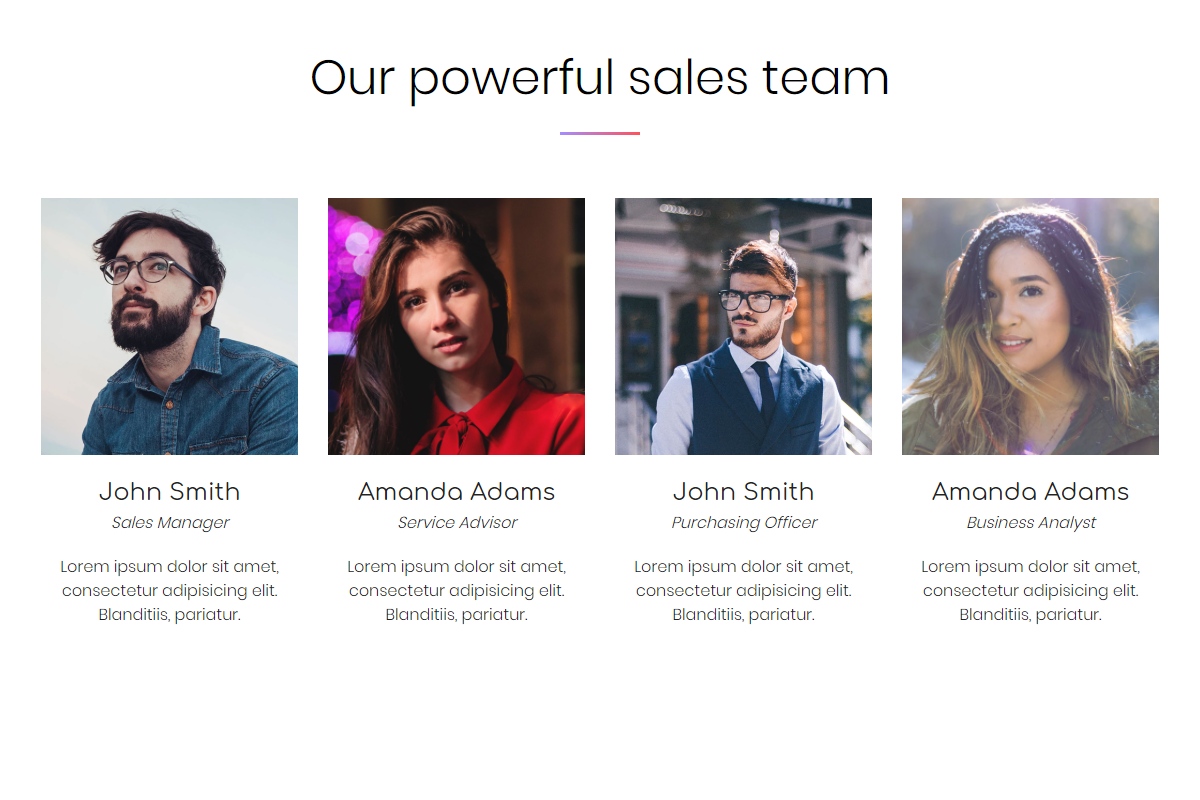 Our powerful sales team
John Smith
Sales Manager
Lorem ipsum dolor sit amet,
consectetur adipisicing elit.
Blanditiis, pariatur.
Amanda Adams
Service Advisor
Lorem ipsum dolor sit amet,
consectetur adipisicing elit.
Blanditiis, pariatur.
John Smith
Purchasing Officer
Lorem ipsum dolor sit amet,
consectetur adipisicing elit.
Blanditiis, pariatur.
Amanda Adams
Business Analyst
Lorem ipsum dolor sit amet,
consectetur adipisicing elit.
Blanditiis, pariatur.